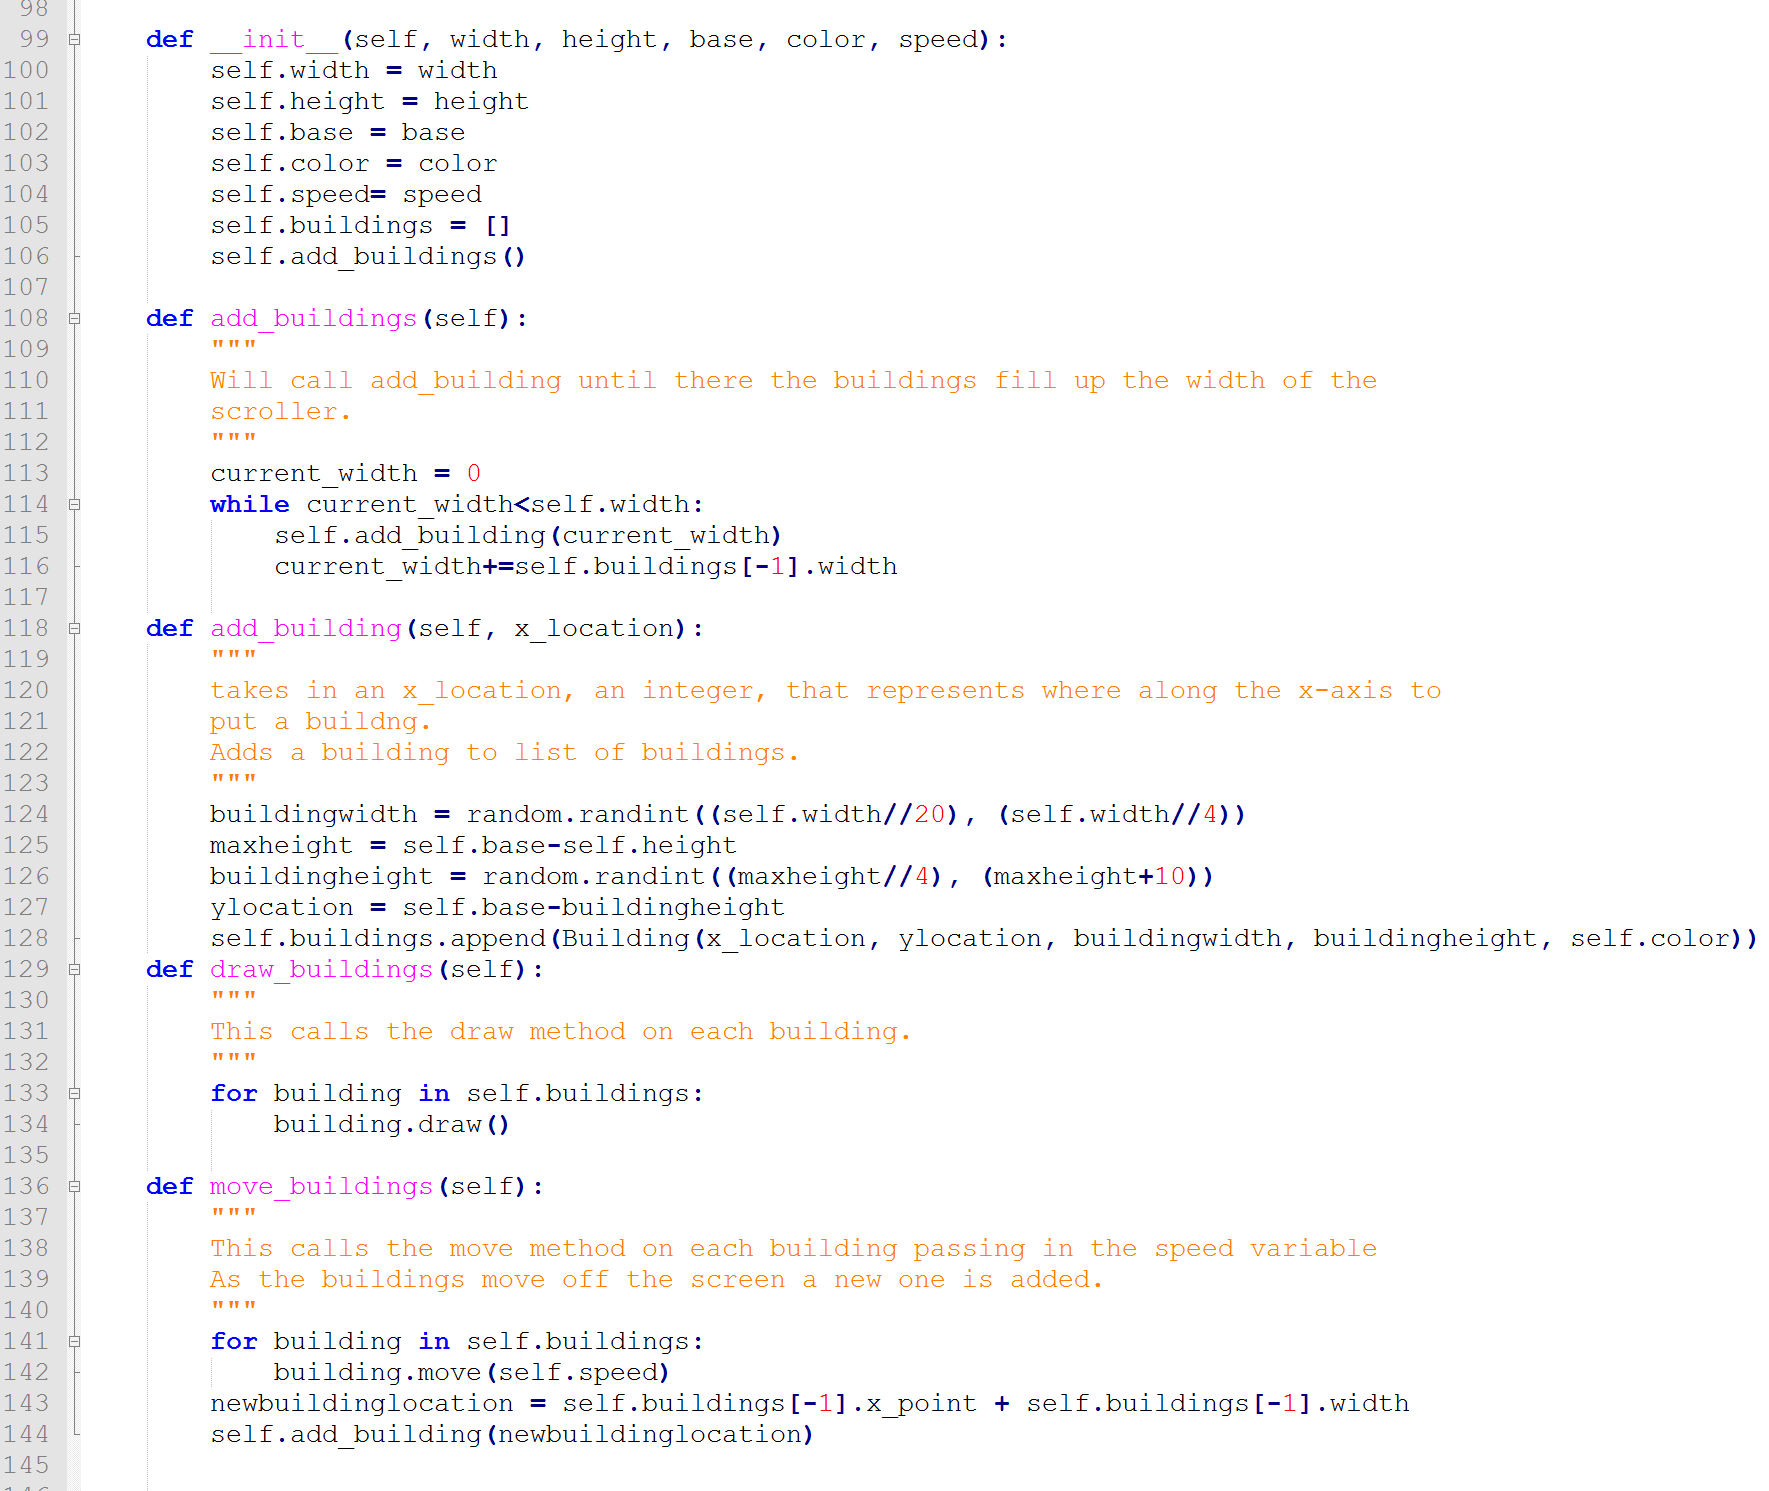 98
99 def __init__(self, width, height, base, color, speed):
100 self.width = width
101 self.height = height
102 self.base = base
103 self.color = color
104 self.speed= speed
105 self.buildings = []
106 self.add_buildings()
107
108 def add_buildings(self):
109 """
110 Will call add_building until there the buildings fill up the width of the
111 scroller.
112 """
113 current_width = 0
114 while current_width<self.width:
115 self.add_building(current_width)
116 current_width+=self.buildings[-1].width
117
118 def add_building(self, x_location):
119 """
120 takes in an x_location, an integer, that represents where along the x-axis to
121 put a buildng.
122 Adds a building to list of buildings.
123 """
124 buildingwidth = random.randint((self.width//20), (self.width//4))
125 maxheight = self.base-self.height
126 buildingheight = random.randint((maxheight//4), (maxheight+10))
127 ylocation = self.base-buildingheight
128 self.buildings.append(Building(x_location, ylocation, buildingwidth, buildingheight, self.color))
129 def draw_buildings(self):
130 """
131 This calls the draw method on each building.
132 """
133 for building in self.buildings:
134 building.draw()
135
136 def move_buildings(self):
137 """
138 This calls the move method on each building passing in the speed variable
139 As the buildings move off the screen a new one is added.
140 """
141 for building in self.buildings:
142 building.move(self.speed)
143 newbuildinglocation = self.buildings[-1].x_point + self.buildings[-1].width
144 self.add_building(newbuildinglocation)
145